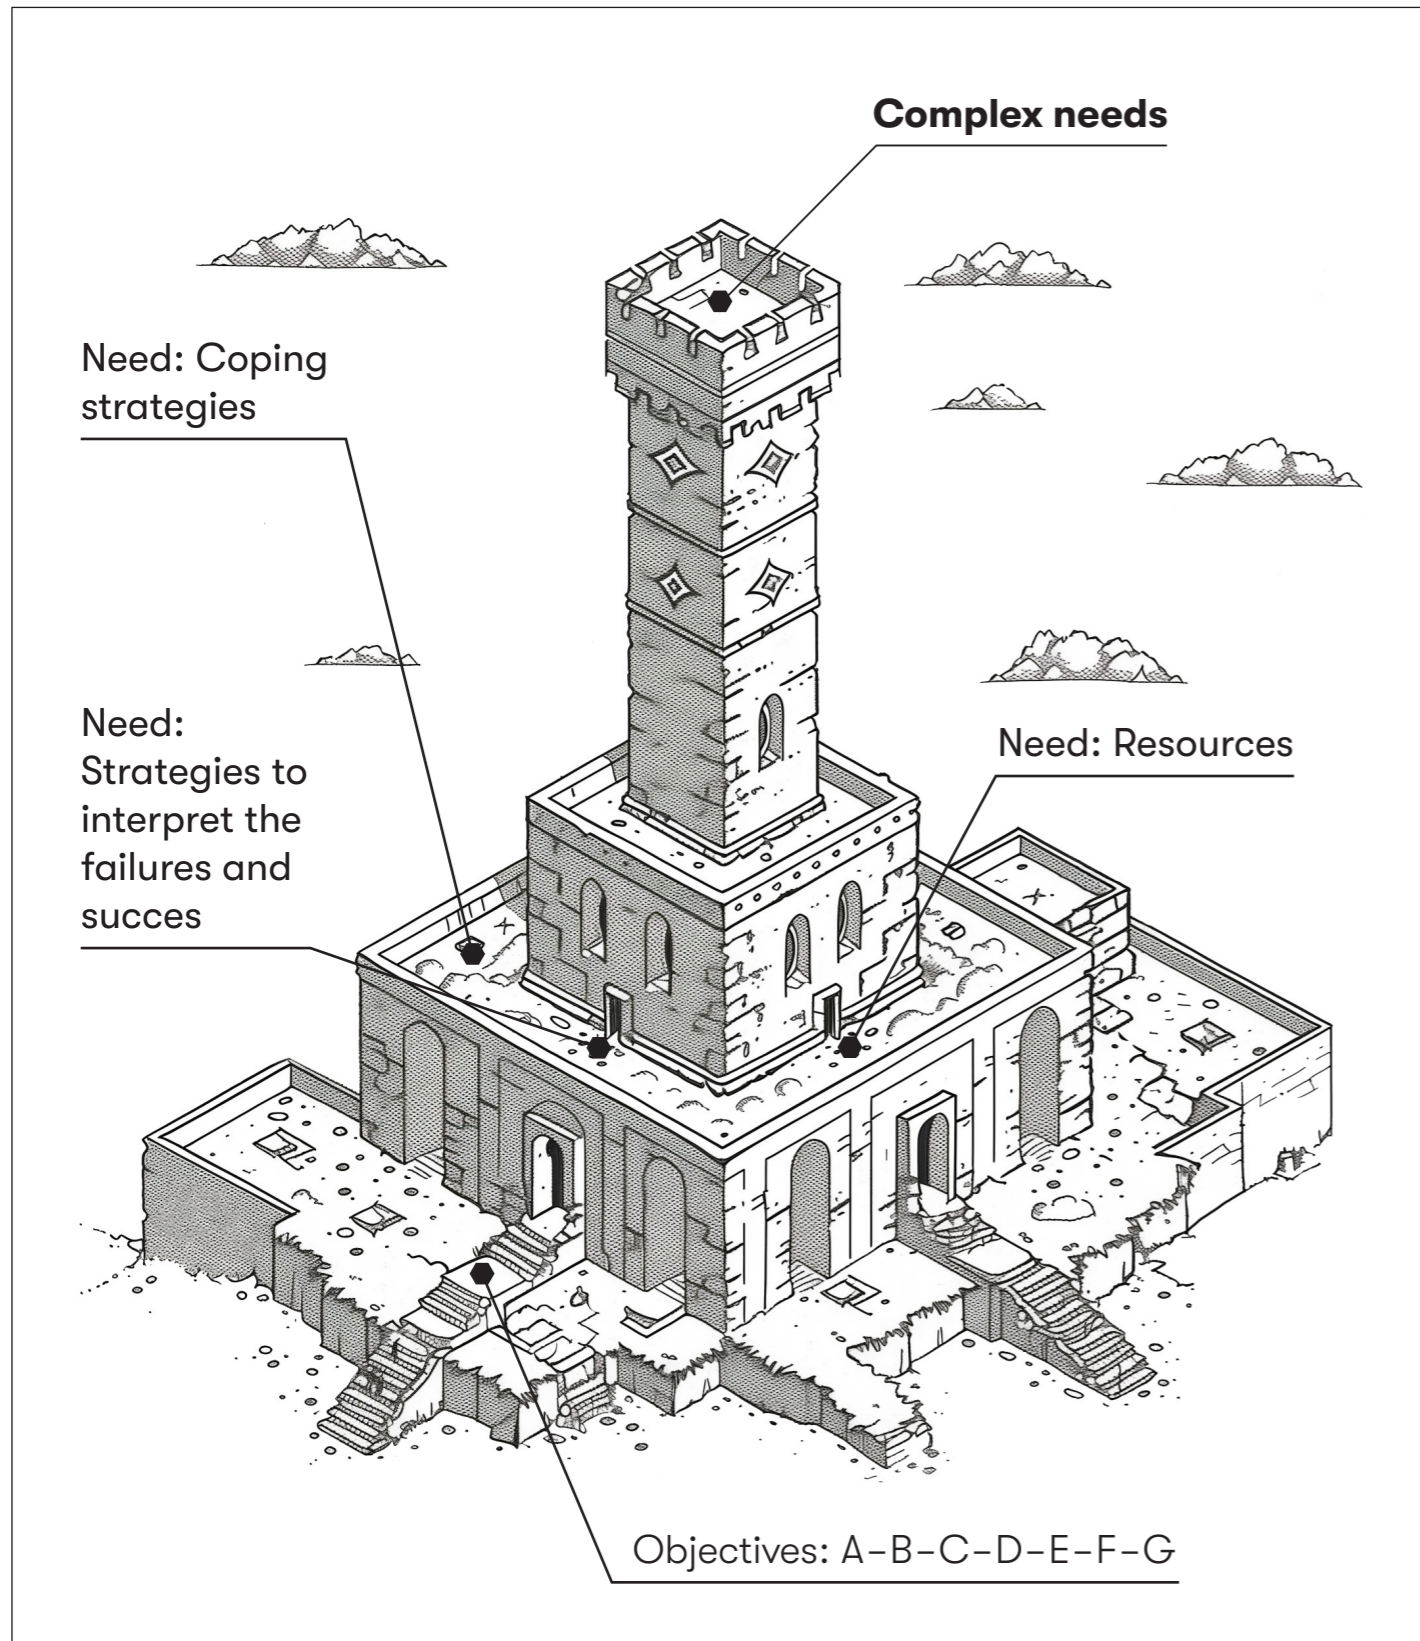 Complex needs
Need: Coping
strategies
Need:
Strategies to
interpret the
failures and
succes
Need: Resources
Objectives: A–B–C–D–E–F–G